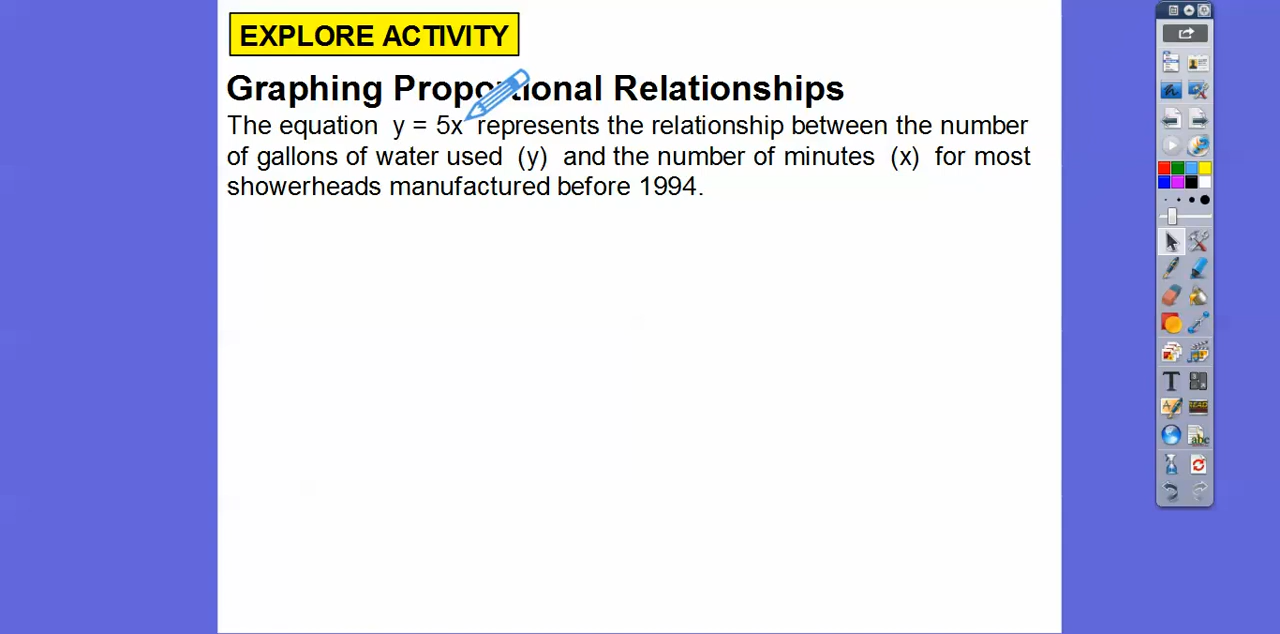 EXPLORE ACTIVITY
Graphing Proportional Relationships
The equation y = 5x represents the relationship between the number
of gallons of water used (y) and the number of minutes (x) for most
showerheads manufactured before 1994.